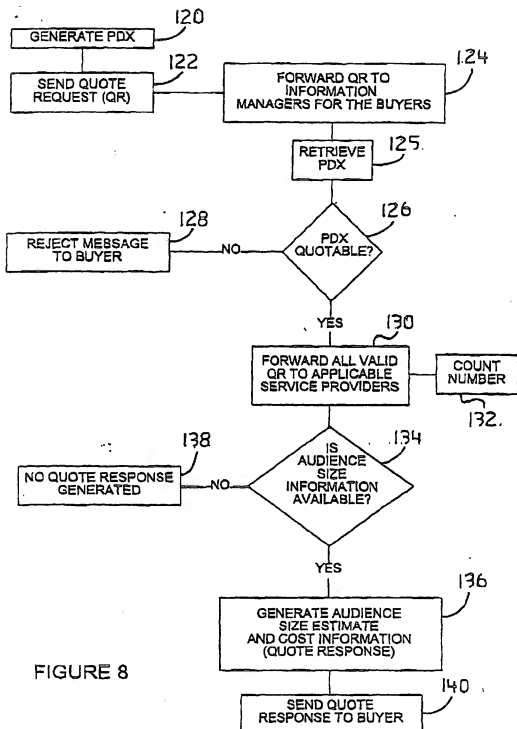 120
GENERATE PDX
122
SEND QUOTE
REQUEST (QR)
124
FORWARD QR TO
INFORMATION
MANAGERS FOR THE BUYERS
125.
RETRIEVE
PDX
126
PDX
QUOTABLE?
128
REJECT MESSAGE
TO BUYER
NO
YES
130
FORWARD ALL VALID
QR TO APPLICABLE
SERVICE PROVIDERS
COUNT
NUMBER
132.
134
IS
AUDIENCE
SIZE
INFORMATION
AVAILABLE?
138
NO QUOTE RESPONSE
GENERATED
NO
YES
136
GENERATE AUDIENCE
SIZE ESTIMATE
AND COST INFORMATION
(QUOTE RESPONSE)
FIGURE 8
140
SEND QUOTE
RESPONSE TO BUYER